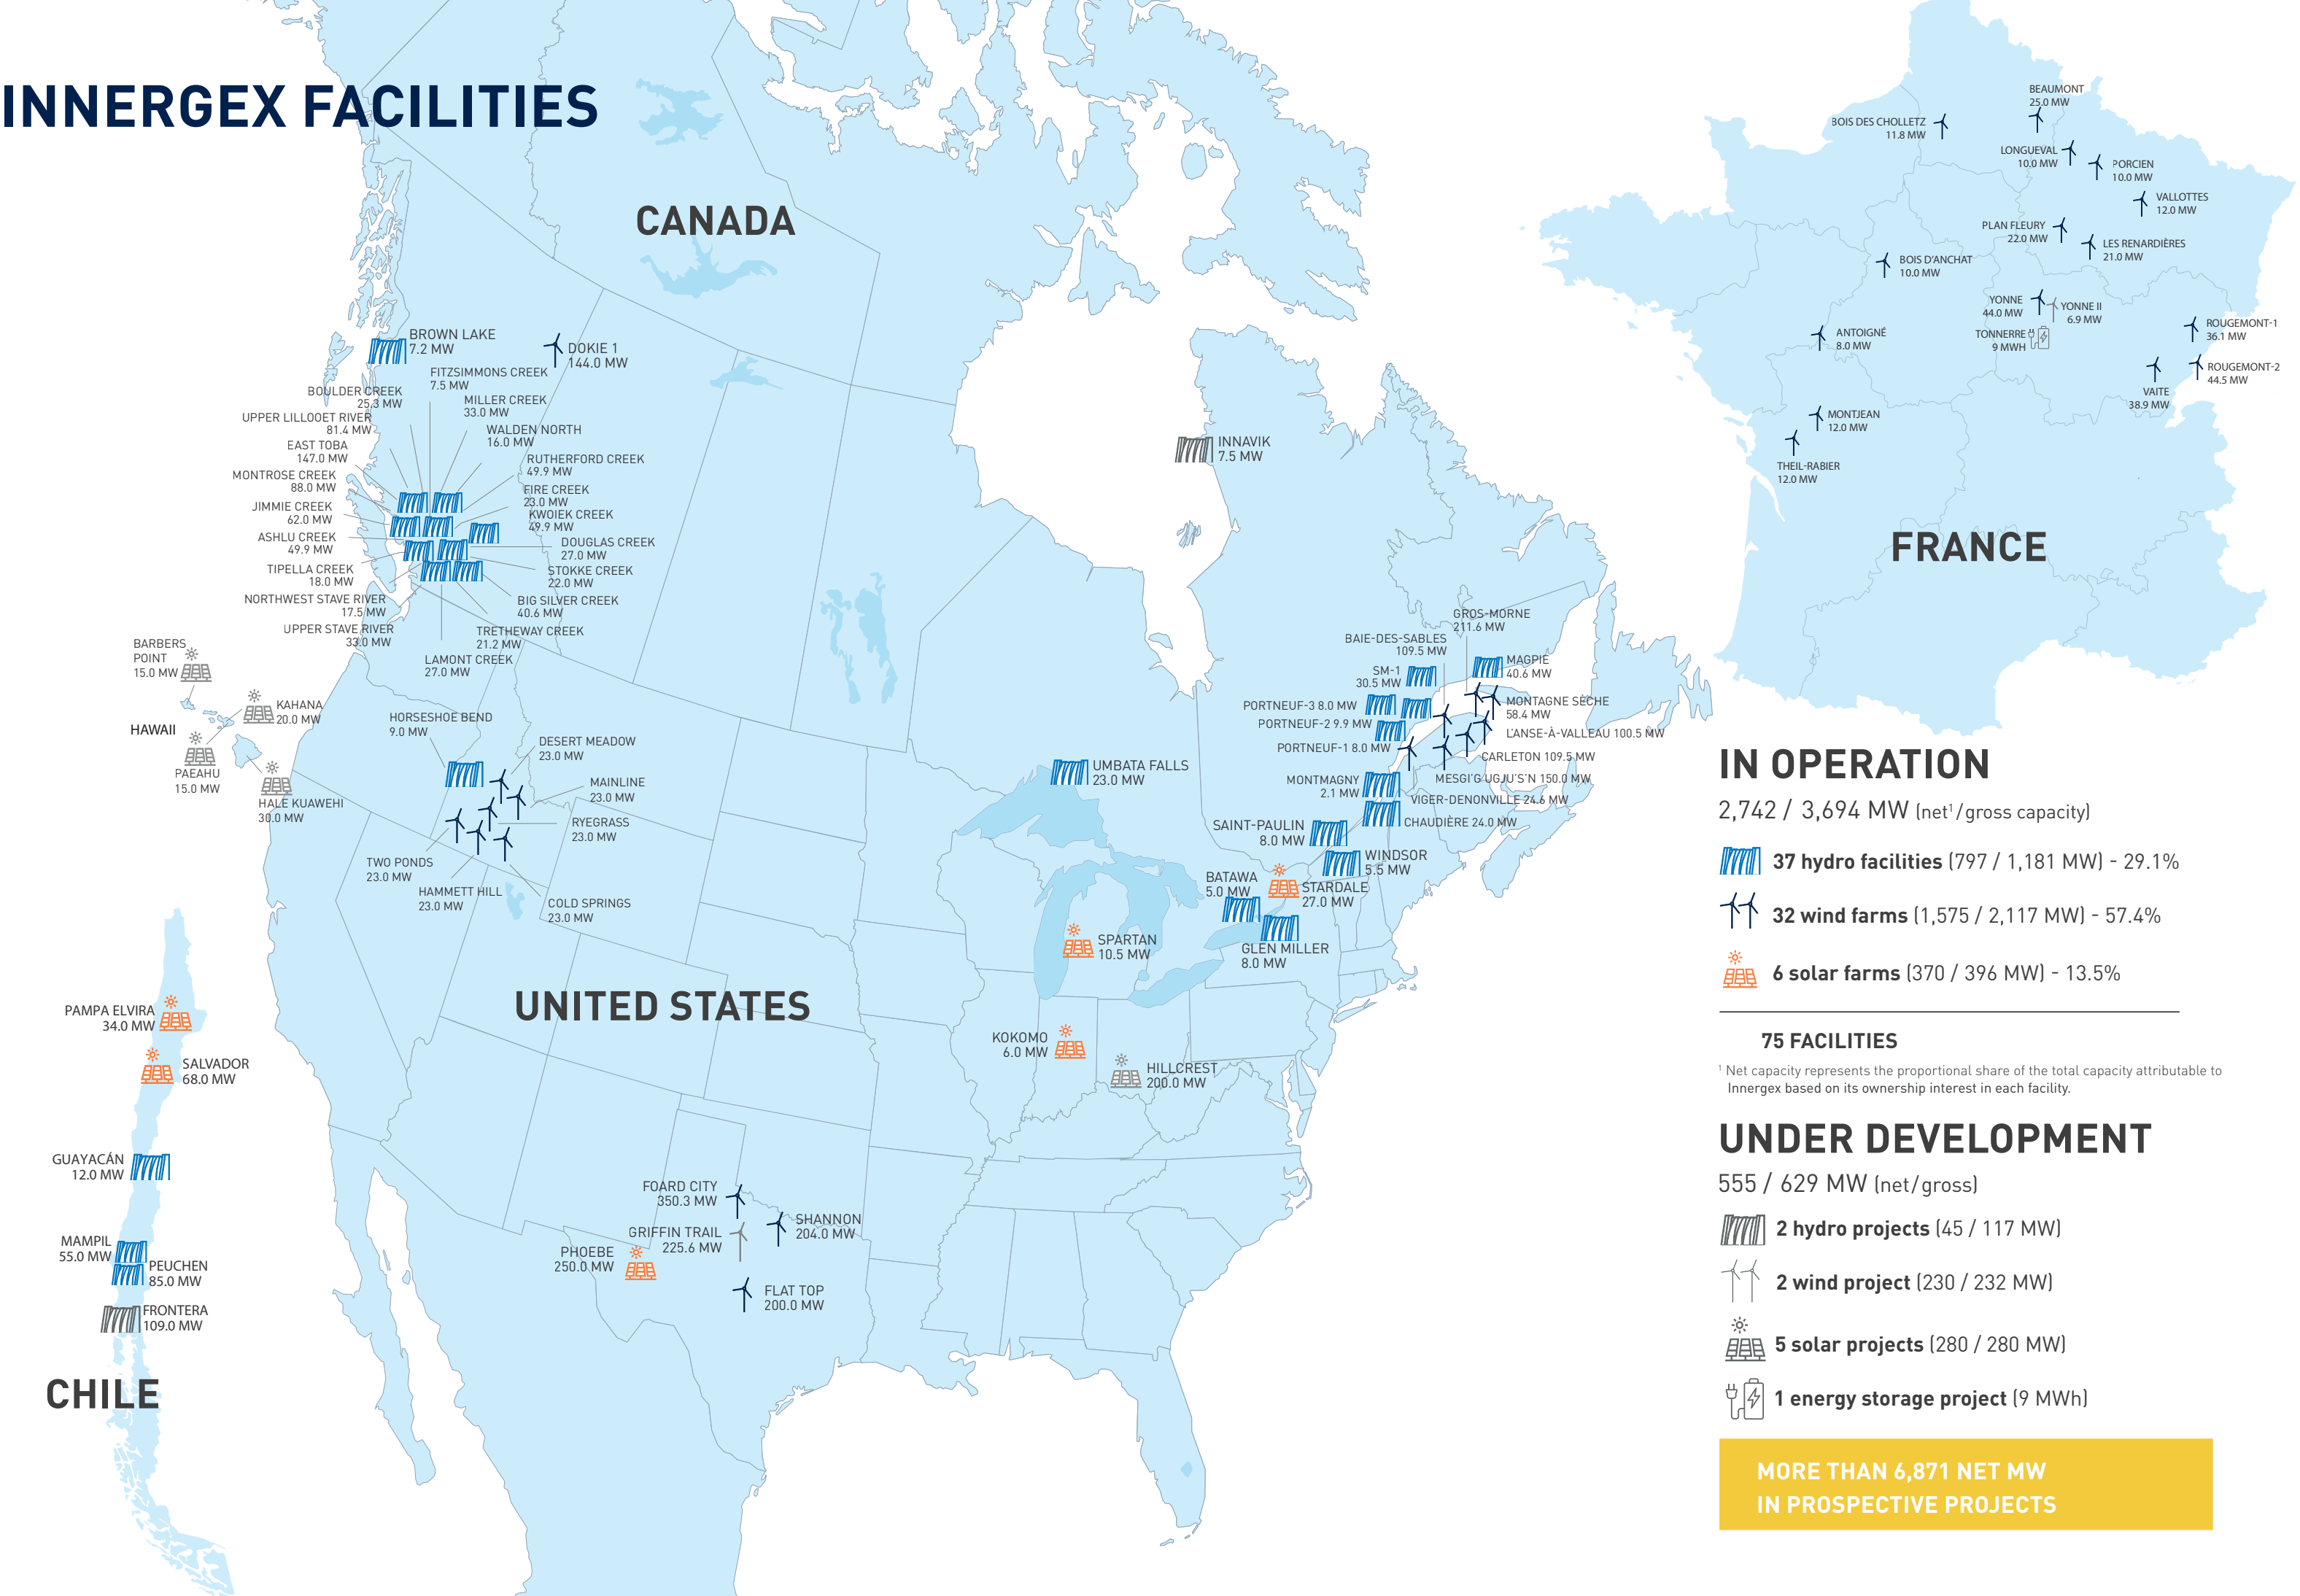 INNERGEX FACILITIES
CANADA
BROWN LAKE
7.2 MW
DOKIE 1
144.0 MW
FITZSIMMONS CREEK
7.5 MW
BOULDER CREEK
25.3 MW
MILLER CREEK
33.0 MW
UPPER LILLOOET RIVER
81.4 MW
WALDEN NORTH
16.0 MW
EAST TOBA
147.0 MW
RUTHERFORD CREEK
49.9 MW
MONTROSE CREEK
88.0 MW
FIRE CREEK
23.0 MW
JIMMIE CREEK
62.0 MW
KWOIEK CREEK
49.9 MW
ASHLU CREEK
49.9 MW
DOUGLAS CREEK
27.0 MW
TIPELLA CREEK
18.0 MW
STOKKE CREEK
22.0 MW
NORTHWEST STAVE RIVER
17.5 MW
BIG SILVER CREEK
40.6 MW
UPPER STAVE RIVER
33.0 MW
TRETHEWAY CREEK
21.2 MW
LAMONT CREEK
27.0 MW
BARBERS
POINT
15.0 MW
KAHANA
20.0 MW
HAWAII
PAEAHU
15.0 MW
HALE KUAWEHI
30.0 MW
HORSESHOE BEND
9.0 MW
DESERT MEADOW
23.0 MW
MAINLINE
23.0 MW
RYEGRASS
23.0 MW
TWO PONDS
23.0 MW
HAMMETT HILL
23.0 MW
COLD SPRINGS
23.0 MW
UNITED STATES
INNAVIK
7.5 MW
GROS-MORNE
211.6 MW
BAIE-DES-SABLES
109.5 MW
MAGPIE
40.6 MW
SM-1
30.5 MW
PORTNEUF-3 8.0 MW
MONTAGNE SÈCHE
58.4 MW
PORTNEUF-2 9.9 MW
L'ANSE-À-VALLEAU 100.5 MW
PORTNEUF-1 8.0 MW
CARLETON 109.5 MW
UMBATA FALLS
23.0 MW
MONTMAGNY
2.1 MW
MESGI'G UGJU'S'N 150.0 MW
VIGER-DENONVILLE 24.6 MW
SAINT-PAULIN
8.0 MW
CHAUDIÈRE 24.0 MW
WINDSOR
5.5 MW
BATAWA
5.0 MW
STARDALE
27.0 MW
GLEN MILLER
8.0 MW
SPARTAN
10.5 MW
KOKOMO
6.0 MW
HILLCREST
200.0 MW
FOARD CITY
350.3 MW
SHANNON
204.0 MW
GRIFFIN TRAIL
225.6 MW
PHOEBE
250.0 MW
FLAT TOP
200.0 MW
PAMPA ELVIRA
34.0 MW
SALVADOR
68.0 MW
GUAYACÁN
12.0 MW
MAMPIL
55.0 MW
PEUCHEN
85.0 MW
FRONTERA
109.0 MW
CHILE
BEAUMONT
25.0 MW
BOIS DES CHOLLETZ
11.8 MW
LONGUEVAL
10.0 MW
PORCIEN
10.0 MW
VALLOTTES
12.0 MW
PLAN FLEURY
22.0 MW
LES RENARDIÈRES
21.0 MW
BOIS D'ANCHAT
10.0 MW
YONNE
44.0 MW
YONNE II
6.9 MW
TONNERRE
9 MWH
ROUGEMONT-1
36.1 MW
ANTOIGNÉ
8.0 MW
ROUGEMONT-2
44.5 MW
VAITE
38.9 MW
MONTJEAN
12.0 MW
THEIL-RABIER
12.0 MW
FRANCE
IN OPERATION
2,742 / 3,694 MW (net¹/gross capacity)
37 hydro facilities (797 / 1,181 MW) - 29.1%
32 wind farms (1,575 / 2,117 MW) - 57.4%
6 solar farms (370 / 396 MW) - 13.5%
75 FACILITIES
¹ Net capacity represents the proportional share of the total capacity attributable to
Innergex based on its ownership interest in each facility.
UNDER DEVELOPMENT
555 / 629 MW (net/gross)
2 hydro projects (45 / 117 MW)
2 wind project (230 / 232 MW)
5 solar projects (280 / 280 MW)
1 energy storage project (9 MWh)
MORE THAN 6,871 NET MW
IN PROSPECTIVE PROJECTS